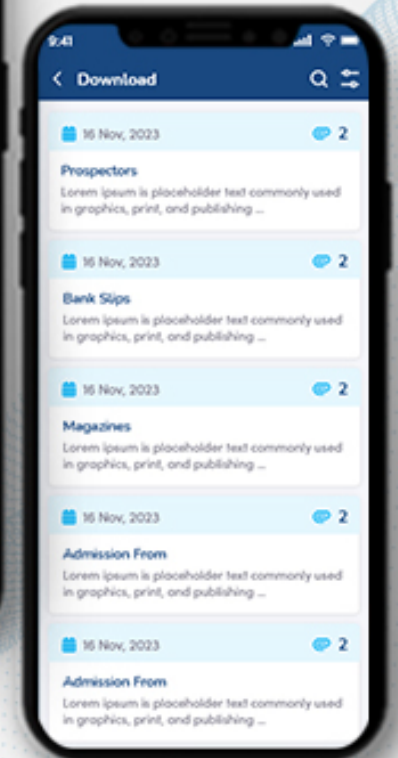 9:41
Download
16 Nov, 2023 2
Prospectors
Lorem ipsum is placeholder text commonly used
in graphics, print, and publishing ...
16 Nov, 2023 2
Bank Slips
Lorem ipsum is placeholder text commonly used
in graphics, print, and publishing ...
16 Nov, 2023 2
Magazines
Lorem ipsum is placeholder text commonly used
in graphics, print, and publishing ...
16 Nov, 2023 2
Admission From
Lorem ipsum is placeholder text commonly used
in graphics, print, and publishing ...
16 Nov, 2023 2
Admission From
Lorem ipsum is placeholder text commonly used
in graphics, print, and publishing ...